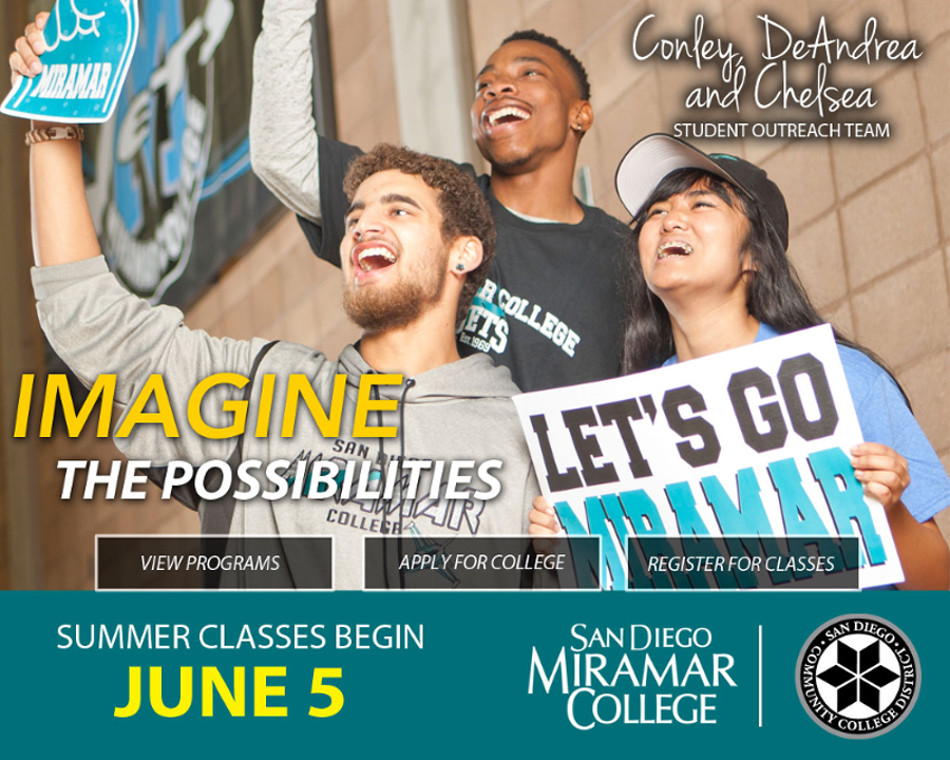 MIRAMAR
Conley, DeAndrea
and Chelsea
STUDENT OUTREACH TEAM
R COLLEGE
ETS
Est.1969
LET'S GO
MIRAMAR
IMAGINE
THE POSSIBILITIES
SAN DIEGO
MIRAMAR
COLLEGE
VIEW PROGRAMS
APPLY FOR COLLEGE
REGISTER FOR CLASSES
SUMMER CLASSES BEGIN
JUNE 5
SAN DIEGO
MIRAMAR
COLLEGE
SAN DIEGO
COMMUNITY COLLEGE DISTRICT